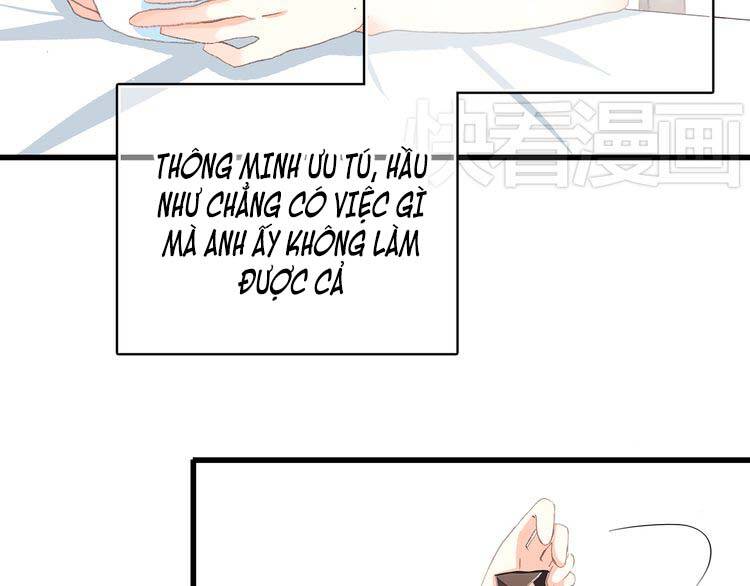 快看漫画
THÔNG MINH ƯU TÚ, HẦU
NHƯ CHẲNG CÓ VIỆC GÌ
MÀ ANH ẤY KHÔNG LÀM
ĐƯỢC CẢ